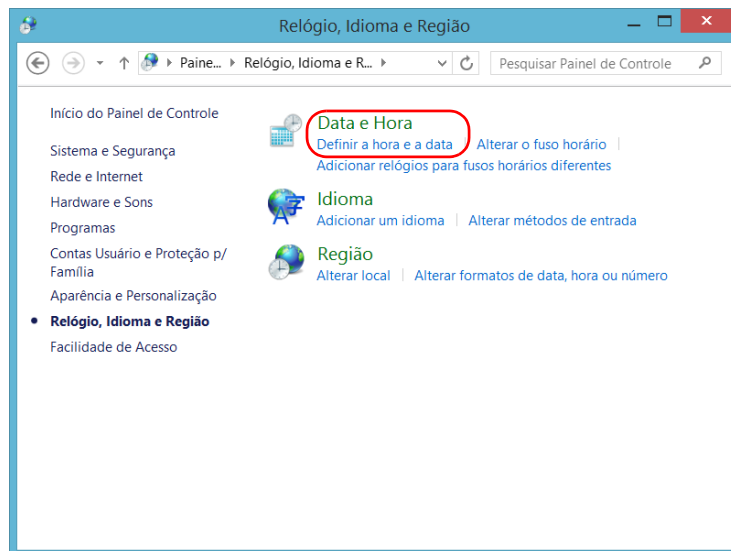 Relógio, Idioma e Região
Paine... Relógio, Idioma e R...
Pesquisar Painel de Controle
Início do Painel de Controle
Sistema e Segurança
Rede e Internet
Hardware e Sons
Programas
Contas Usuário e Proteção p/
Família
Aparência e Personalização
Relógio, Idioma e Região
Facilidade de Acesso
Data e Hora
Definir a hora e a data | Alterar o fuso horário |
Adicionar relógios para fusos horários diferentes
Idioma
Adicionar um idioma | Alterar métodos de entrada
Região
Alterar local | Alterar formatos de data, hora ou número